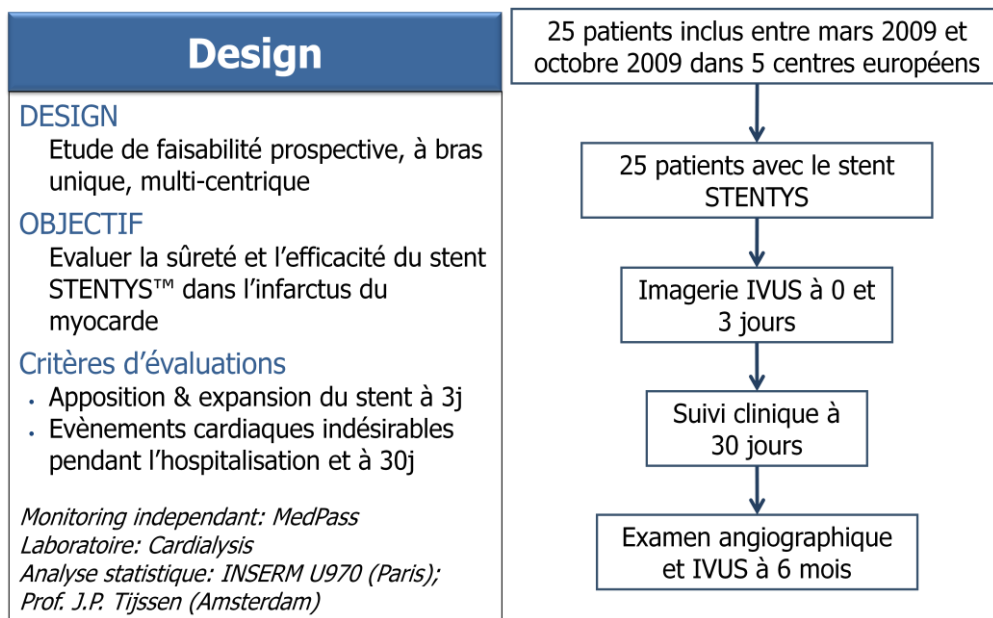 Design
DESIGN
Etude de faisabilité prospective, à bras
unique, multi-centrique
OBJECTIF
Evaluer la sûreté et l'efficacité du stent
STENTYS™ dans l'infarctus du
myocarde
Critères d'évaluations
• Apposition & expansion du stent à 3j
• Evènements cardiaques indésirables
pendant l'hospitalisation et à 30j
Monitoring independant: MedPass
Laboratoire: Cardialysis
Analyse statistique: INSERM U970 (Paris);
Prof. J.P. Tijssen (Amsterdam)
25 patients inclus entre mars 2009 et
octobre 2009 dans 5 centres européens
25 patients avec le stent
STENTYS
Imagerie IVUS à 0 et
3 jours
Suivi clinique à
30 jours
Examen angiographique
et IVUS à 6 mois